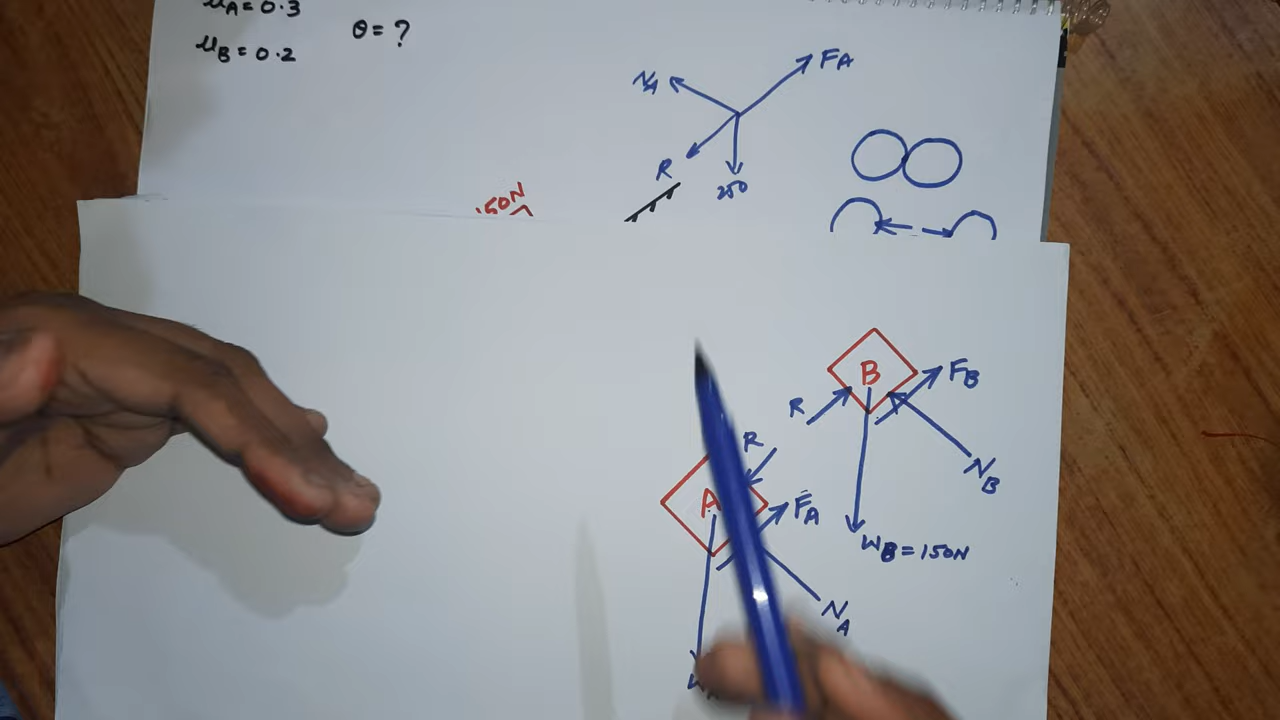 μA = 0.3
μB = 0.2
θ = ?
NA
FA
R
250
150N
B
FB
R
NB
WB = 150N
R
A
FA
NA